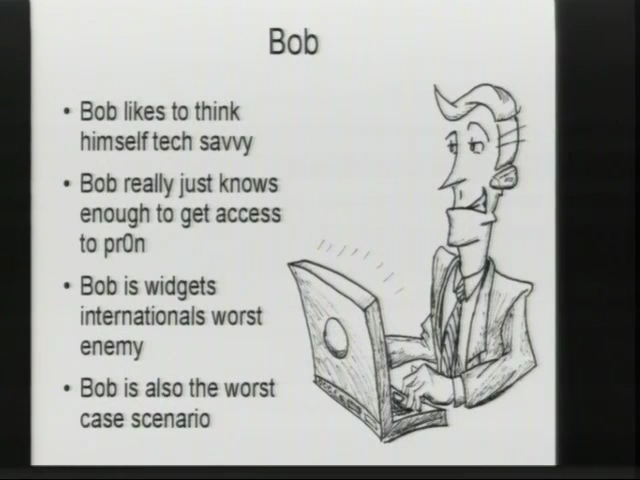 Bob
• Bob likes to think
himself tech savvy
• Bob really just knows
enough to get access
to pr0n
• Bob is widgets
internationals worst
enemy
• Bob is also the worst
case scenario